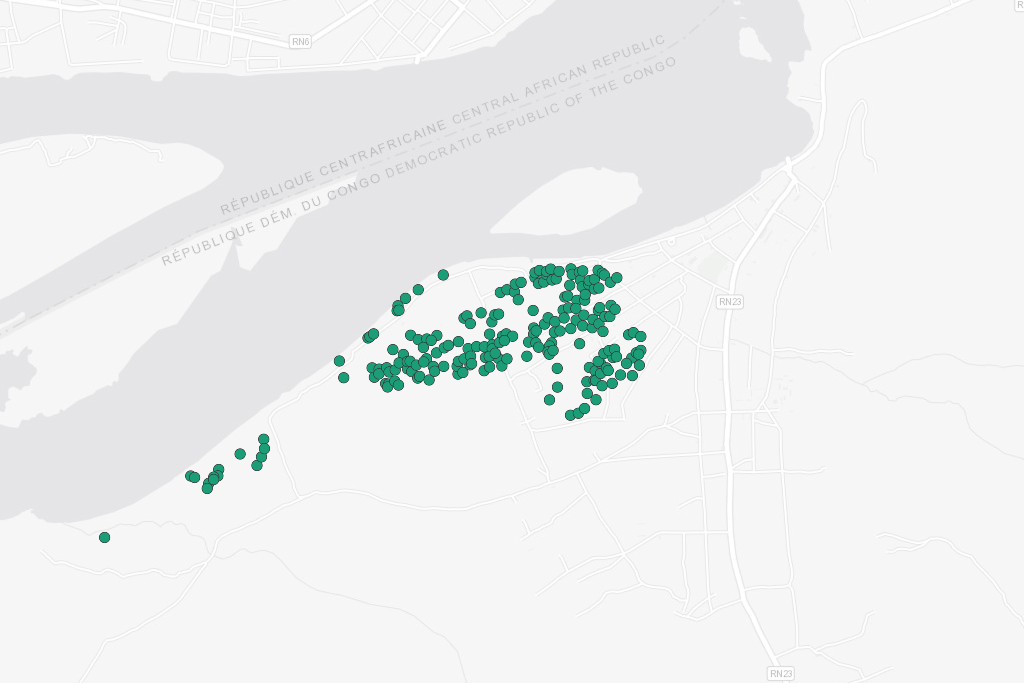 RN6
RÉPUBLIQUE CENTRAFRICAINE CENTRAL AFRICAN REPUBLIC
RÉPUBLIQUE DÉM. DU CONGO DEMOCRATIC REPUBLIC OF THE CONGO
RN23
RN23